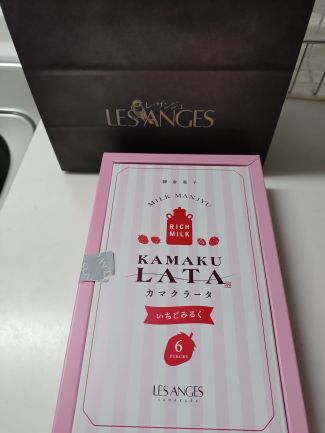 レ・ザンジュ
LES ANGES
鎌倉菓子
MILK MANJYU
RICH
MILK
KAMAKU
LATA
カマクラータ
いちごみるく
6
PIECES
LES ANGES
KAMAKURA